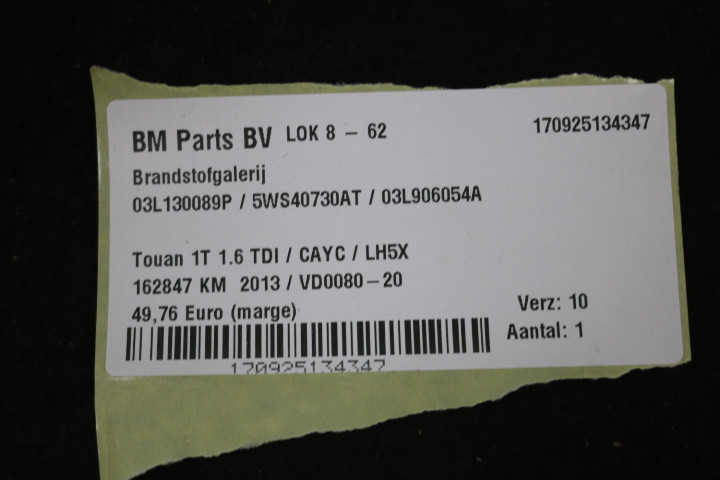 BM Parts BV LOK 8 - 62 170925134347
Brandstofgalerij
03L130089P / 5WS40730AT / 03L906054A
Touan 1T 1.6 TDI / CAYC / LH5X
162847 KM 2013 / VD0080-20
49,76 Euro (marge)
Verz: 10
Aantal: 1
170925134347